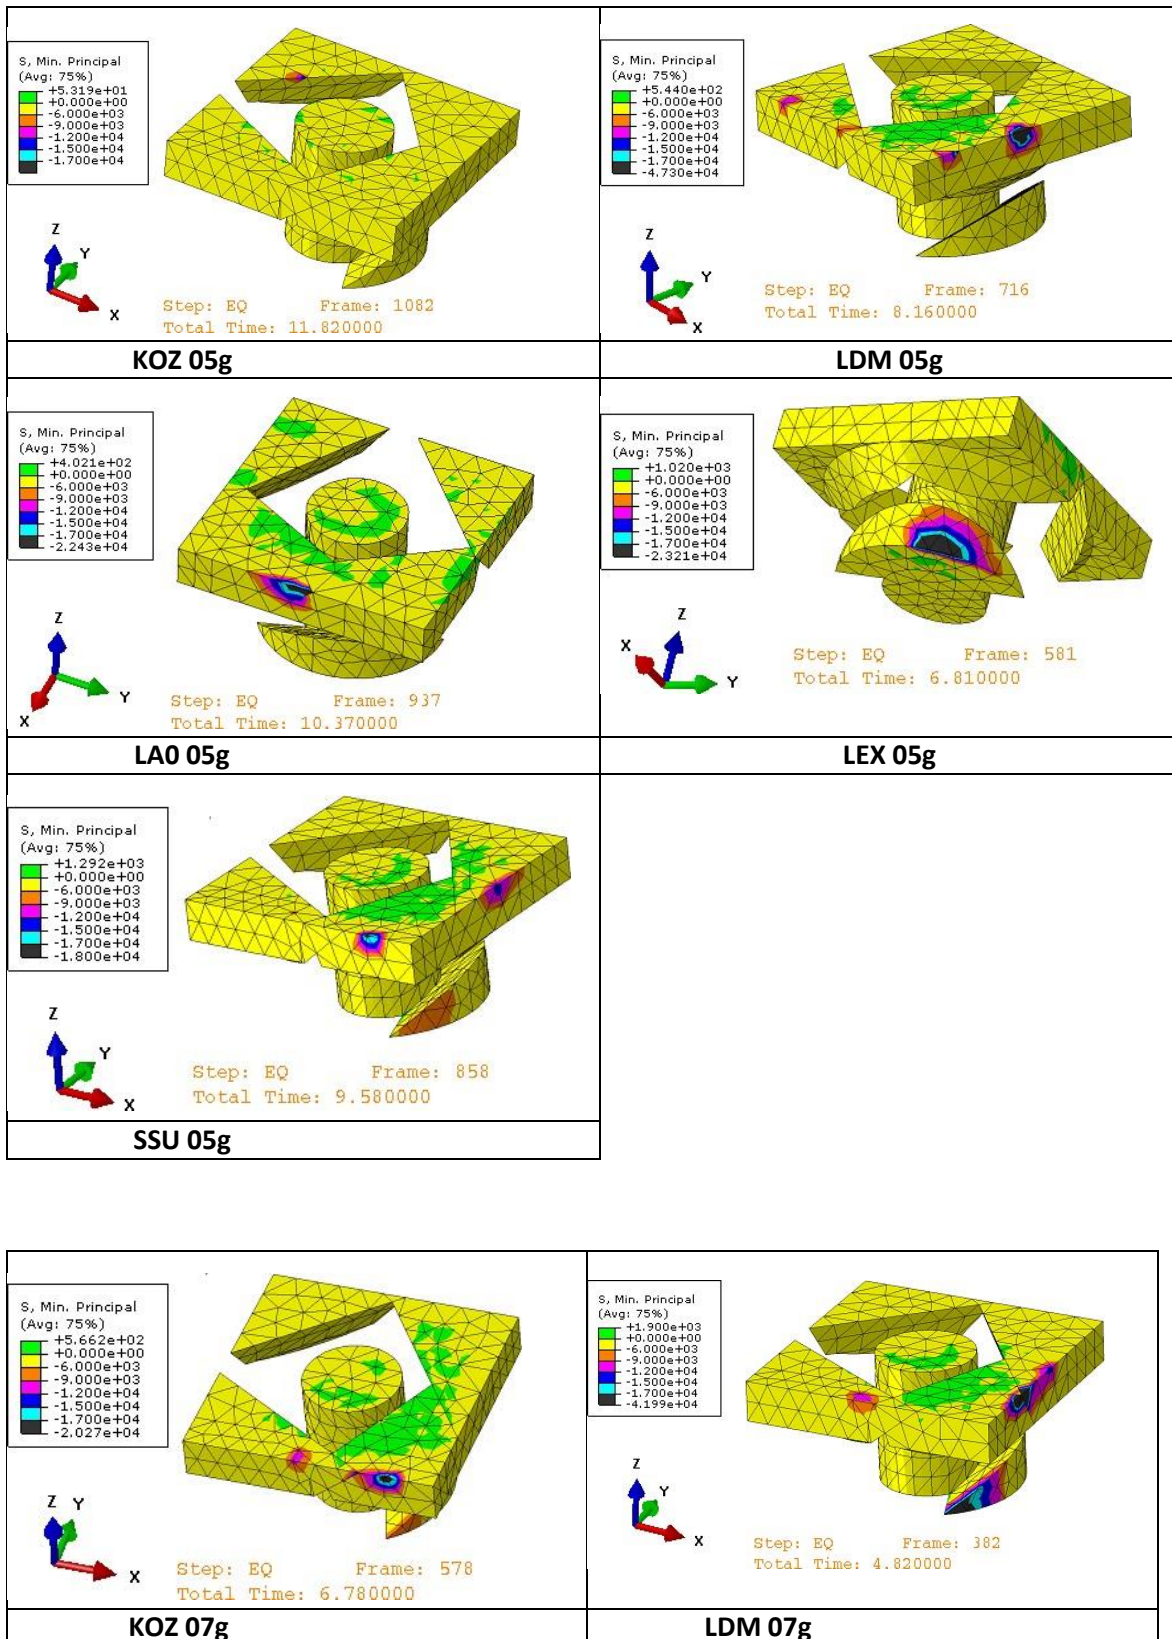 S, Min. Principal
(Avg: 75%)
+5.319e+01
+0.000e+00
-6.000e+03
-9.000e+03
-1.200e+04
-1.500e+04
-1.700e+04
Z
Y
X
Step: EQ Frame: 1082
Total Time: 11.820000
KOZ 05g
S, Min. Principal
(Avg: 75%)
+5.440e+02
+0.000e+00
-6.000e+03
-9.000e+03
-1.200e+04
-1.500e+04
-1.700e+04
-4.730e+04
Z
Y
X
Step: EQ Frame: 716
Total Time: 8.160000
LDM 05g
S, Min. Principal
(Avg: 75%)
+4.021e+02
+0.000e+00
-6.000e+03
-9.000e+03
-1.200e+04
-1.500e+04
-1.700e+04
-2.243e+04
Z
Y
X
Step: EQ Frame: 937
Total Time: 10.370000
LA0 05g
S, Min. Principal
(Avg: 75%)
+1.020e+03
+0.000e+00
-6.000e+03
-9.000e+03
-1.200e+04
-1.500e+04
-1.700e+04
-2.321e+04
X
Z
Y
Step: EQ Frame: 581
Total Time: 6.810000
LEX 05g
S, Min. Principal
(Avg: 75%)
+1.292e+03
+0.000e+00
-6.000e+03
-9.000e+03
-1.200e+04
-1.500e+04
-1.700e+04
-1.800e+04
Z
Y
X
Step: EQ Frame: 858
Total Time: 9.580000
SSU 05g
S, Min. Principal
(Avg: 75%)
+5.662e+02
+0.000e+00
-6.000e+03
-9.000e+03
-1.200e+04
-1.500e+04
-1.700e+04
-2.027e+04
Z Y
X
Step: EQ Frame: 578
Total Time: 6.780000
KOZ 07g
S, Min. Principal
(Avg: 75%)
+1.900e+03
+0.000e+00
-6.000e+03
-9.000e+03
-1.200e+04
-1.500e+04
-1.700e+04
-4.199e+04
Z
Y
X
Step: EQ Frame: 382
Total Time: 4.820000
LDM 07g